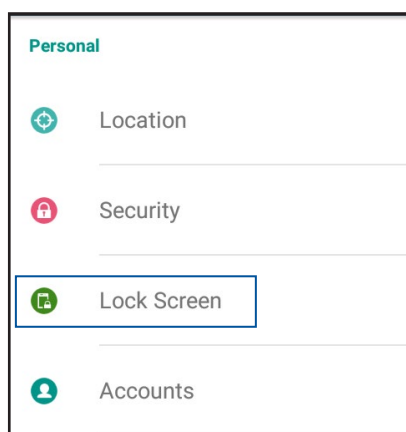 Personal
Location
Security
Lock Screen
Accounts